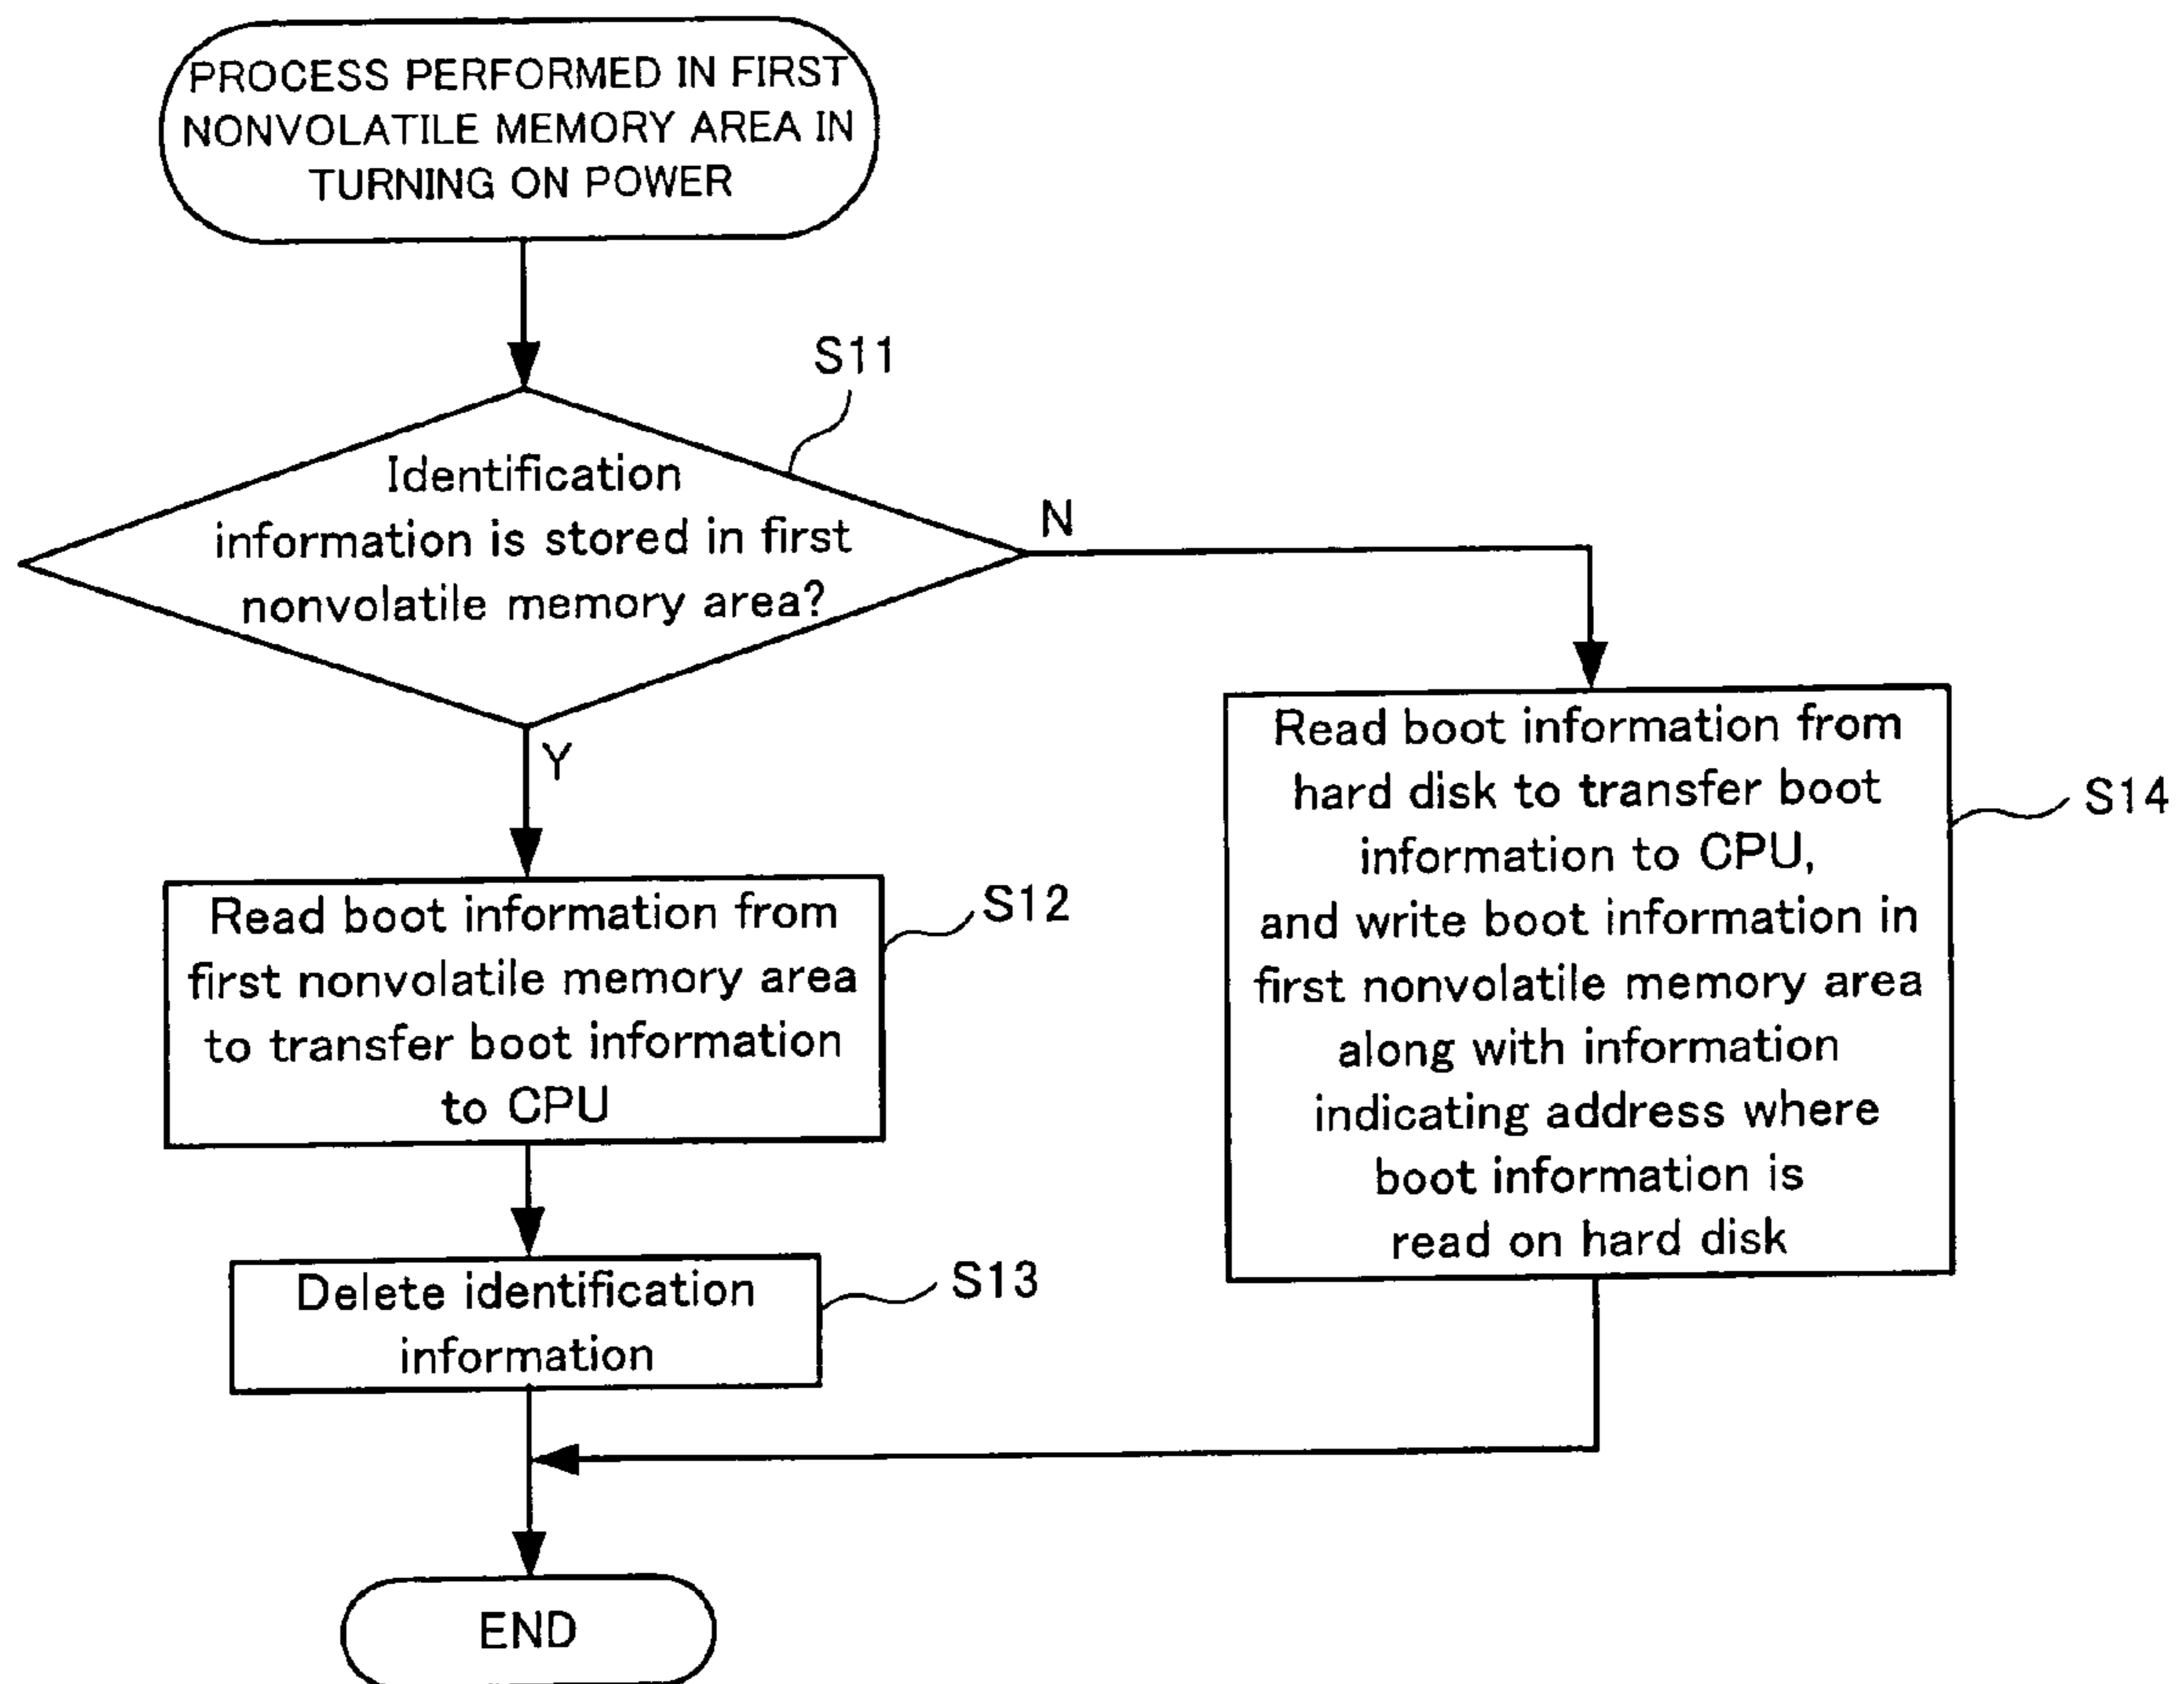 PROCESS PERFORMED IN FIRST
NONVOLATILE MEMORY AREA IN
TURNING ON POWER
S11
Identification
information is stored in first
nonvolatile memory area?
N
Y
Read boot information from
first nonvolatile memory area
to transfer boot information
to CPU
S12
Delete identification
information
S13
Read boot information from
hard disk to transfer boot
information to CPU,
and write boot information in
first nonvolatile memory area
along with information
indicating address where
boot information is
read on hard disk
S14
END